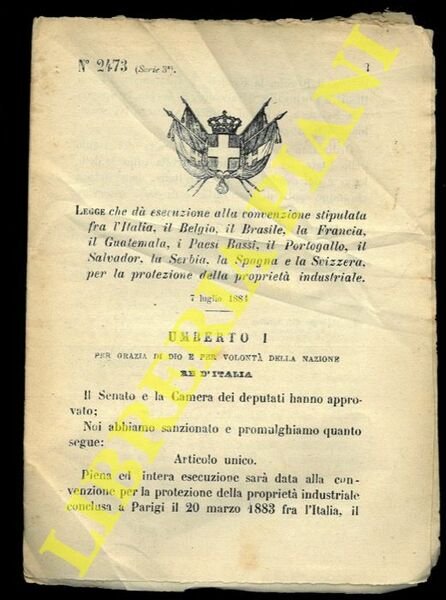 N° 2473 (Serie 3ª). 1
LEGGE che dà esecuzione alla convenzione stipulata
fra l'Italia, il Belgio, il Brasile, la Francia,
il Guatemala, i Paesi Bassi, il Portogallo, il
Salvador, la Serbia, la Spagna e la Svizzera,
per la protezione della proprietà industriale.
7 luglio 1884
UMBERTO I
PER GRAZIA DI DIO E PER VOLONTÀ DELLA NAZIONE
RE D'ITALIA
Il Senato e la Camera dei deputati hanno appro-
vato;
Noi abbiamo sanzionato e promulghiamo quanto
segue:
Articolo unico.
Piena ed intera esecuzione sarà data alla con-
venzione per la protezione della proprietà industriale
conclusa a Parigi il 20 marzo 1883 fra l'Italia, il
LIBRERIA PIANI